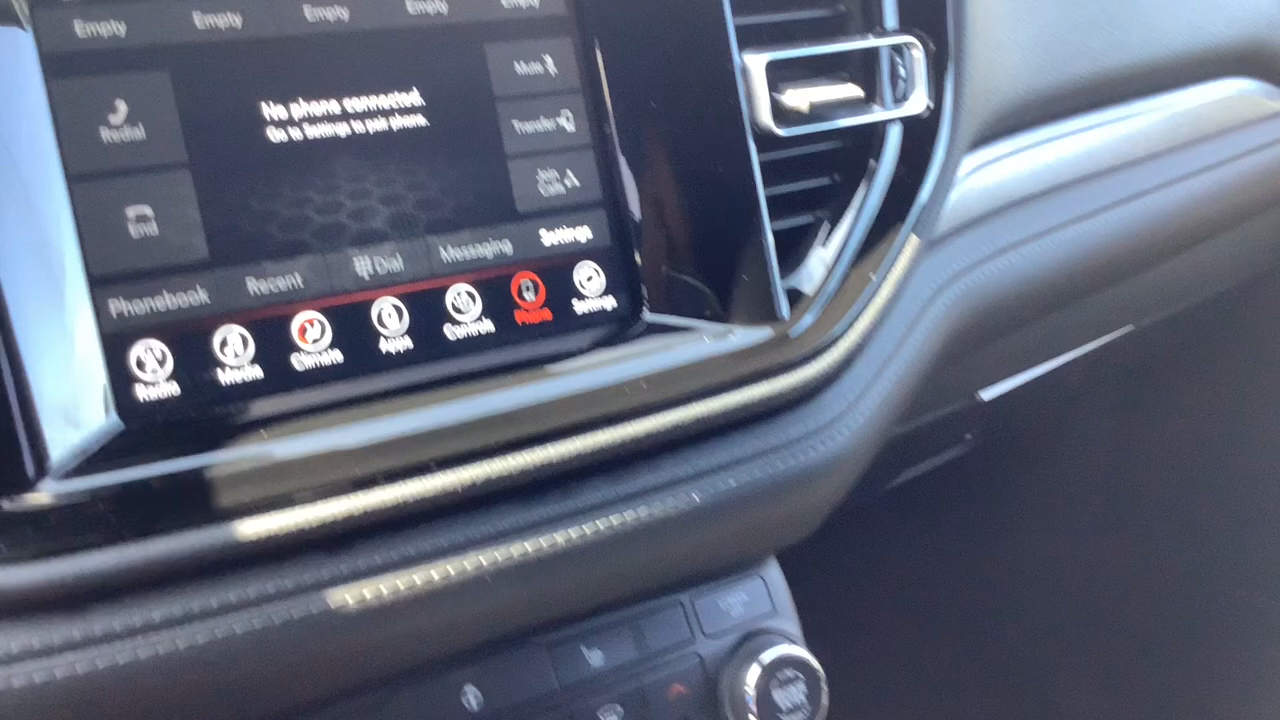 Empty Empty Empty Empty Empty
Redial
No phone connected.
Go to Settings to pair phone.
Mute
Transfer
Join
Calls
End
Phonebook Recent Dial Messaging Settings
Radio Media Climate Apps Controls Phone Settings